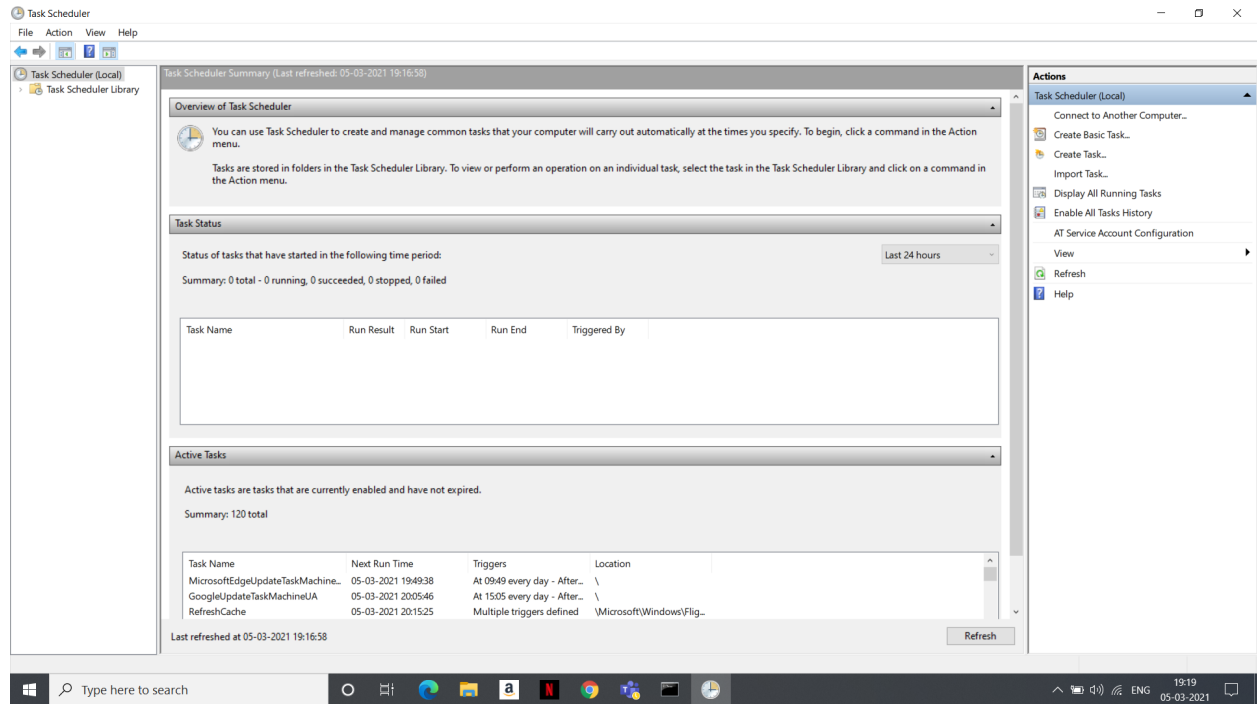 Task Scheduler
File Action View Help
Task Scheduler (Local)
Task Scheduler Library
Task Scheduler Summary (Last refreshed: 05-03-2021 19:16:58)
Overview of Task Scheduler
You can use Task Scheduler to create and manage common tasks that your computer will carry out automatically at the times you specify. To begin, click a command in the Action
menu.
Tasks are stored in folders in the Task Scheduler Library. To view or perform an operation on an individual task, select the task in the Task Scheduler Library and click on a command in
the Action menu.
Task Status
Status of tasks that have started in the following time period: Last 24 hours
Summary: 0 total - 0 running, 0 succeeded, 0 stopped, 0 failed
Task Name Run Result Run Start Run End Triggered By
Active Tasks
Active tasks are tasks that are currently enabled and have not expired.
Summary: 120 total
Task Name Next Run Time Triggers Location
MicrosoftEdgeUpdateTaskMachine... 05-03-2021 19:49:38 At 09:49 every day - After... \
GoogleUpdateTaskMachineUA 05-03-2021 20:05:46 At 15:05 every day - After... \
RefreshCache 05-03-2021 20:15:25 Multiple triggers defined \Microsoft\Windows\Flig...
Last refreshed at 05-03-2021 19:16:58 Refresh
Actions
Task Scheduler (Local)
Connect to Another Computer...
Create Basic Task...
Create Task...
Import Task...
Display All Running Tasks
Enable All Tasks History
AT Service Account Configuration
View
Refresh
Help
Type here to search
a
N
ENG
19:19
05-03-2021